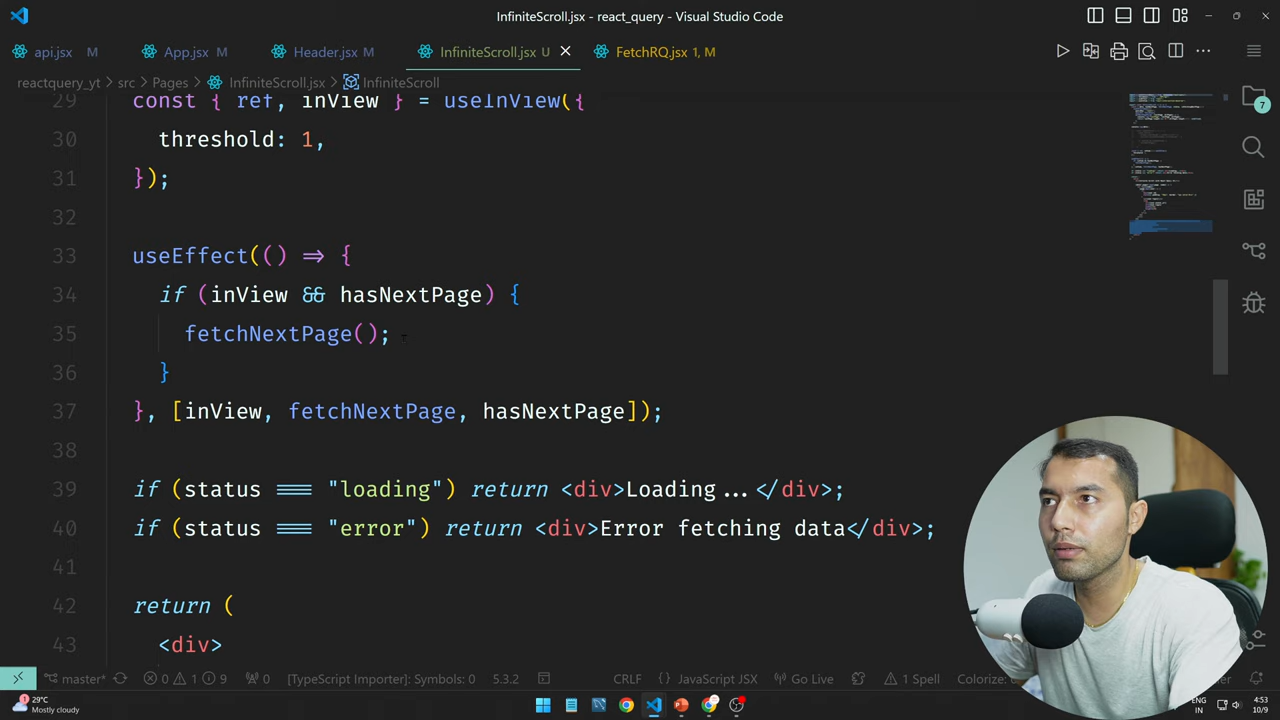 InfiniteScroll.jsx - react_query - Visual Studio Code
api.jsx M App.jsx M Header.jsx M InfiniteScroll.jsx U FetchRQ.jsx 1, M
reactquery_yt > src > Pages > InfiniteScroll.jsx > InfiniteScroll
29 const { ref, inView } = useInView({
30 threshold: 1,
31 });
32
33 useEffect(() => {
34 if (inView && hasNextPage) {
35 fetchNextPage();
36 }
37 }, [inView, fetchNextPage, hasNextPage]);
38
39 if (status === "loading") return <div>Loading...</div>;
40 if (status === "error") return <div>Error fetching data</div>;
41
42 return (
43 <div>
7
master* 0 1 9 0 [TypeScript Importer]: Symbols: 0 5.3.2 CRLF { } JavaScript JSX Go Live 1 Spell Colorize: 
29°C
Mostly cloudy
1
ENG
IN
4:53
10/9